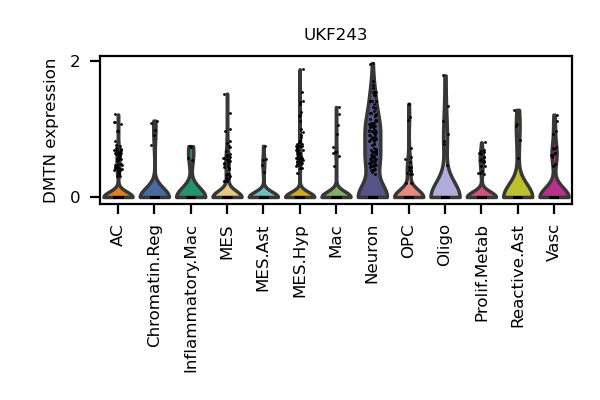 UKF243
DMTN expression
2
0
AC
Chromatin.Reg
Inflammatory.Mac
MES
MES.Ast
MES.Hyp
Mac
Neuron
OPC
Oligo
Prolif.Metab
Reactive.Ast
Vasc